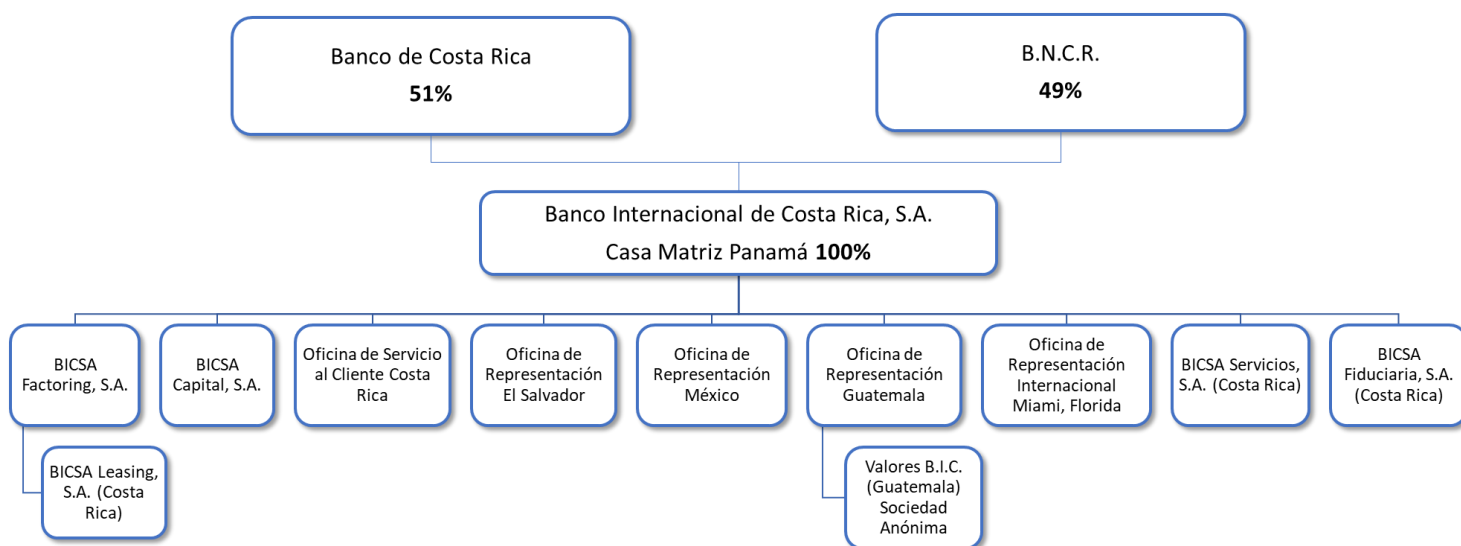 Banco de Costa Rica
51%
B.N.C.R.
49%
Banco Internacional de Costa Rica, S.A.
Casa Matriz Panamá 100%
BICSA
Factoring, S.A.
BICSA
Capital, S.A.
Oficina de Servicio
al Cliente Costa
Rica
Oficina de
Representación
El Salvador
Oficina de
Representación
México
Oficina de
Representación
Guatemala
Oficina de
Representación
Internacional
Miami, Florida
BICSA Servicios,
S.A. (Costa Rica)
BICSA
Fiduciaria, S.A.
(Costa Rica)
BICSA Leasing,
S.A. (Costa
Rica)
Valores B.I.C.
(Guatemala)
Sociedad
Anónima